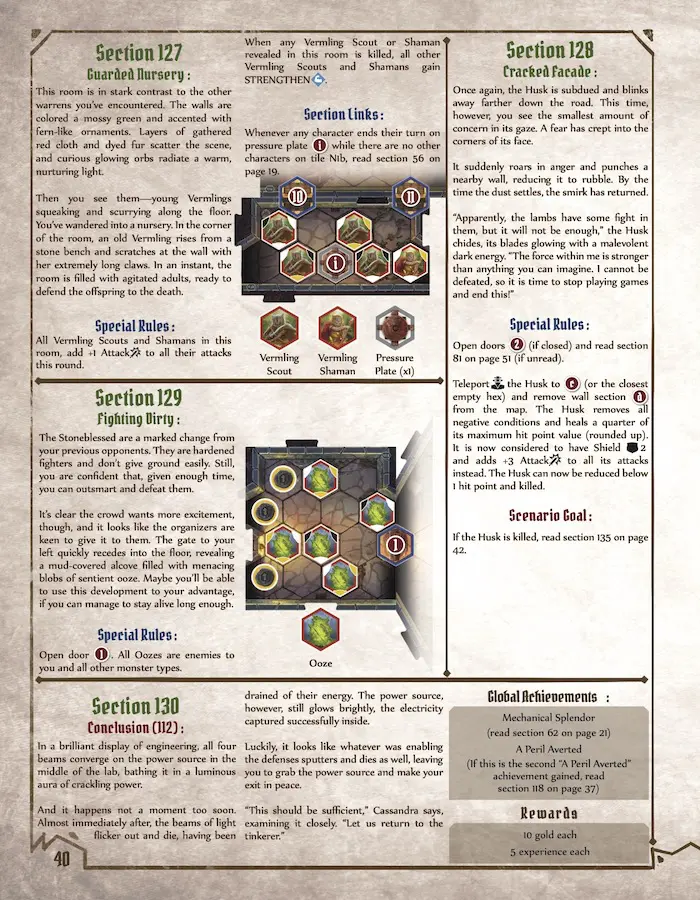 Section 127
Guarded Nursery :
This room is in stark contrast to the other
warrens you've encountered. The walls are
colored a mossy green and accented with
fern-like ornaments. Layers of gathered
red cloth and dyed fur scatter the scene,
and curious glowing orbs radiate a warm,
nurturing light.
Then you see them—young Vermlings
squeaking and scurrying along the floor.
You've wandered into a nursery. In the corner
of the room, an old Vermling rises from a
stone bench and scratches at the wall with
her extremely long claws. In an instant, the
room is filled with agitated adults, ready to
defend the offspring to the death.
Special Rules :
All Vermling Scouts and Shamans in this
room, add +1 Attack to all their attacks
this round.
When any Vermling Scout or Shaman
revealed in this room is killed, all other
Vermling Scouts and Shamans gain
STRENGTHEN.
Section Links :
Whenever any character ends their turn on
pressure plate i while there are no other
characters on tile N1b, read section 56 on
page 19.
10
11
i
Vermling
Scout
Vermling
Shaman
Pressure
Plate (x1)
Section 129
Fighting Dirty :
The Stoneblessed are a marked change from
your previous opponents. They are hardened
fighters and don't give ground easily. Still,
you are confident that, given enough time,
you can outsmart and defeat them.
It's clear the crowd wants more excitement,
though, and it looks like the organizers are
keen to give it to them. The gate to your
left quickly recedes into the floor, revealing
a mud-covered alcove filled with menacing
blobs of sentient ooze. Maybe you'll be able
to use this development to your advantage,
if you can manage to stay alive long enough.
Special Rules :
Open door 1. All Oozes are enemies to
you and all other monster types.
1
Ooze
Section 128
Cracked Facade :
Once again, the Husk is subdued and blinks
away farther down the road. This time,
however, you see the smallest amount of
concern in its gaze. A fear has crept into the
corners of its face.
It suddenly roars in anger and punches a
nearby wall, reducing it to rubble. By the
time the dust settles, the smirk has returned.
“Apparently, the lambs have some fight in
them, but it will not be enough,” the Husk
chides, its blades glowing with a malevolent
dark energy. “The force within me is stronger
than anything you can imagine. I cannot be
defeated, so it is time to stop playing games
and end this!”
Special Rules :
Open doors 2 (if closed) and read section
81 on page 51 (if unread).
Teleport the Husk to e (or the closest
empty hex) and remove wall section d
from the map. The Husk removes all
negative conditions and heals a quarter of
its maximum hit point value (rounded up).
It is now considered to have Shield 2
and adds +3 Attack to all its attacks
instead. The Husk can now be reduced below
1 hit point and killed.
Scenario Goal :
If the Husk is killed, read section 135 on page
42.
Section 130
Conclusion (112) :
In a brilliant display of engineering, all four
beams converge on the power source in the
middle of the lab, bathing it in a luminous
aura of crackling power.
And it happens not a moment too soon.
Almost immediately after, the beams of light
flicker out and die, having been
drained of their energy. The power source,
however, still glows brightly, the electricity
captured successfully inside.
Luckily, it looks like whatever was enabling
the defenses sputters and dies as well, leaving
you to grab the power source and make your
exit in peace.
“This should be sufficient,” Cassandra says,
examining it closely. “Let us return to the
tinkerer.”
Global Achievements :
Mechanical Splendor
(read section 62 on page 21)
A Peril Averted
(If this is the second “A Peril Averted”
achievement gained, read
section 118 on page 37)
Rewards
10 gold each
5 experience each
40